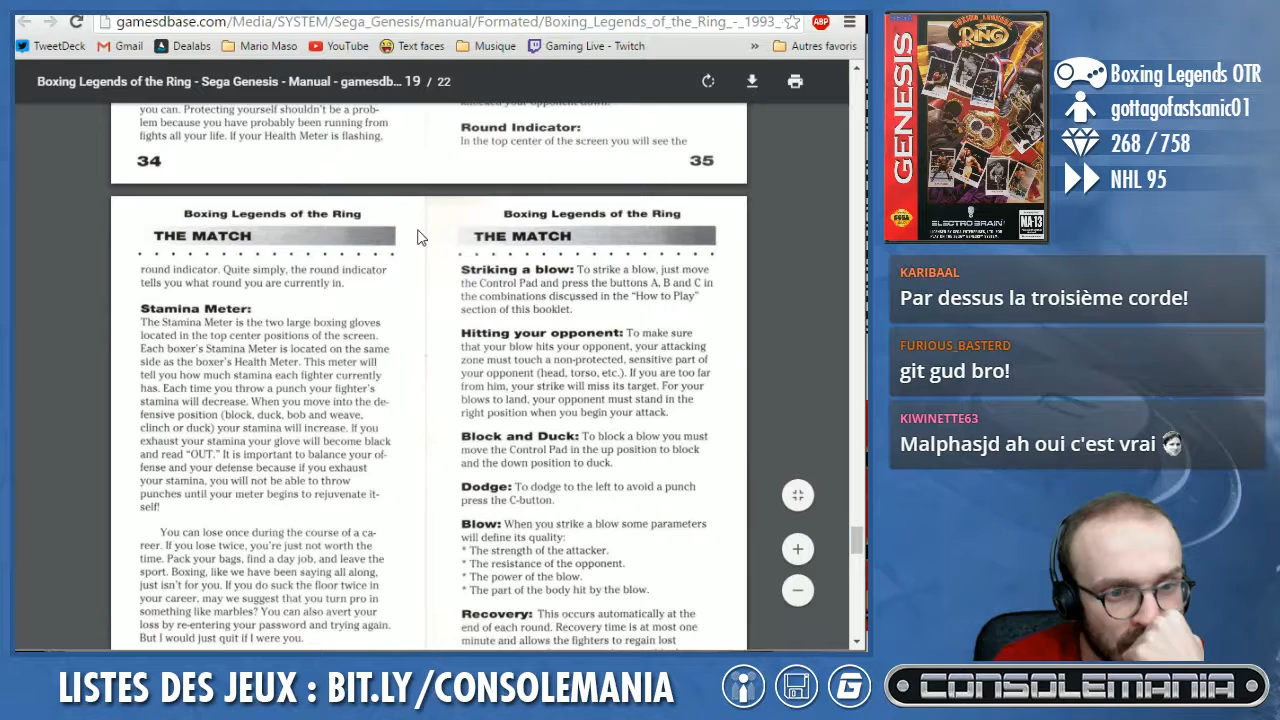 gamesdbase.com/Media/SYSTEM/Sega_Genesis/manual/Formated/Boxing_Legends_of_the_Ring_-_1993_-
ABP
TweetDeck
Gmail
Dealabs
Mario Maso
YouTube
Text faces
Musique
Gaming Live - Twitch
»
Autres favoris
Boxing Legends of the Ring - Sega Genesis - Manual - gamesdb... 19 / 22
you can. Protecting yourself shouldn't be a prob-
lem because you have probably been running from
fights all your life. If your Health Meter is flashing,
34
Round Indicator:
In the top center of the screen you will see the
35
Boxing Legends of the Ring
THE MATCH
round indicator. Quite simply, the round indicator
tells you what round you are currently in.
Stamina Meter:
The Stamina Meter is the two large boxing gloves
located in the top center positions of the screen.
Each boxer's Stamina Meter is located on the same
side as the boxer's Health Meter. This meter will
tell you how much stamina each fighter currently
has. Each time you throw a punch your fighter's
stamina will decrease. When you move into the de-
fensive position (block, duck, bob and weave,
clinch or duck) your stamina will increase. If you
exhaust your stamina your glove will become black
and read "OUT." It is important to balance your of-
fense and your defense because if you exhaust
your stamina, you will not be able to throw
punches until your meter begins to rejuvenate it-
self!
You can lose once during the course of a ca-
reer. If you lose twice, you're just not worth the
time. Pack your bags, find a day job, and leave the
sport. Boxing, like we have been saying all along,
just isn't for you. If you do suck the floor twice in
your career, may we suggest that you turn pro in
something like marbles? You can also avert your
loss by re-entering your password and trying again.
But I would just quit if I were you.
Boxing Legends of the Ring
THE MATCH
Striking a blow: To strike a blow, just move
the Control Pad and press the buttons A, B and C in
the combinations discussed in the "How to Play"
section of this booklet.
Hitting your opponent: To make sure
that your blow hits your opponent, your attacking
zone must touch a non-protected, sensitive part of
your opponent (head, torso, etc.). If you are too far
from him, your strike will miss its target. For your
blows to land, your opponent must stand in the
right position when you begin your attack.
Block and Duck: To block a blow you must
move the Control Pad in the up position to block
and the down position to duck.
Dodge: To dodge to the left to avoid a punch
press the C-button.
Blow: When you strike a blow some parameters
will define its quality:
* The strength of the attacker.
* The resistance of the opponent.
* The power of the blow.
* The part of the body hit by the blow.
Recovery: This occurs automatically at the
end of each round. Recovery time is at most one
minute and allows the fighters to regain lost
GENESIS
BOXING LEGENDS
OF THE
RING
SEGA
ELECTRO BRAIN
MA-13
Boxing Legends OTR
gottagofastsanic01
268 / 758
NHL 95
KARIBAAL
Par dessus la troisième corde!
FURIOUS_BASTERD
git gud bro!
KIWINETTE63
Malphasjd ah oui c'est vrai
LISTES DES JEUX : BIT.LY/CONSOLEMANIA
G
CONSOLEMANIA